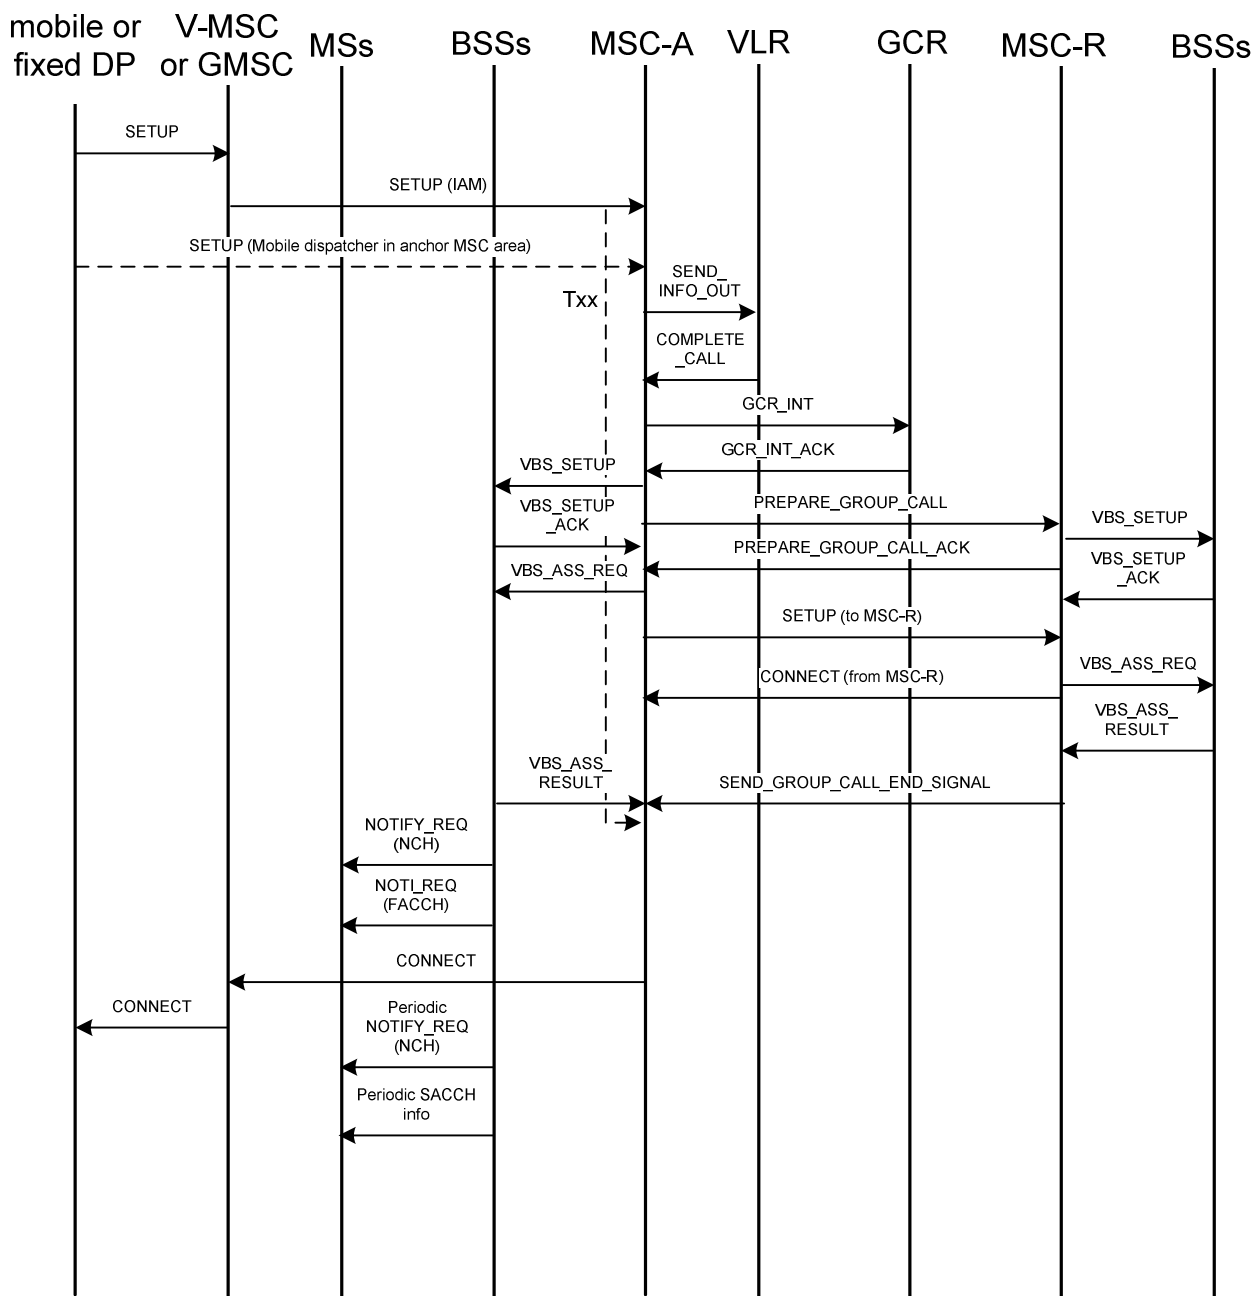 mobile or
fixed DP
V-MSC
or GMSC
MSs
BSSs
MSC-A
VLR
GCR
MSC-R
BSSs
SETUP
SETUP (IAM)
SETUP (Mobile dispatcher in anchor MSC area)
Txx
SEND_
INFO_OUT
COMPLETE
_CALL
GCR_INT
GCR_INT_ACK
VBS_SETUP
PREPARE_GROUP_CALL
VBS_SETUP
VBS_SETUP
_ACK
PREPARE_GROUP_CALL_ACK
VBS_SETUP
_ACK
VBS_ASS_REQ
SETUP (to MSC-R)
VBS_ASS_REQ
CONNECT (from MSC-R)
VBS_ASS_
RESULT
VBS_ASS_
RESULT
SEND_GROUP_CALL_END_SIGNAL
NOTIFY_REQ
(NCH)
NOTI_REQ
(FACCH)
CONNECT
CONNECT
Periodic
NOTIFY_REQ
(NCH)
Periodic SACCH
info